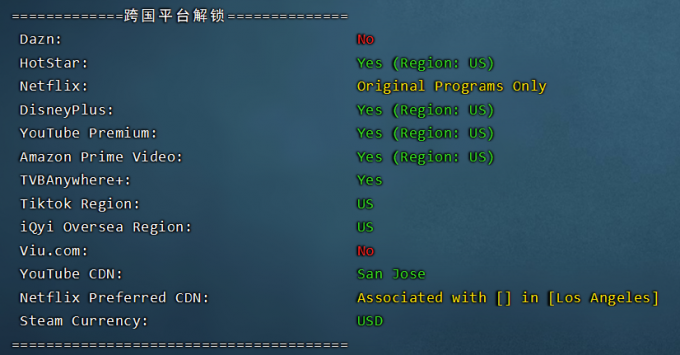 =============跨国平台解锁==============
Dazn: No
HotStar: Yes (Region: US)
Netflix: Original Programs Only
DisneyPlus: Yes (Region: US)
YouTube Premium: Yes (Region: US)
Amazon Prime Video: Yes (Region: US)
TVBAnywhere+: Yes
Tiktok Region: US
iQyi Oversea Region: US
Viu.com: No
YouTube CDN: San Jose
Netflix Preferred CDN: Associated with [] in [Los Angeles]
Steam Currency: USD
=======================================